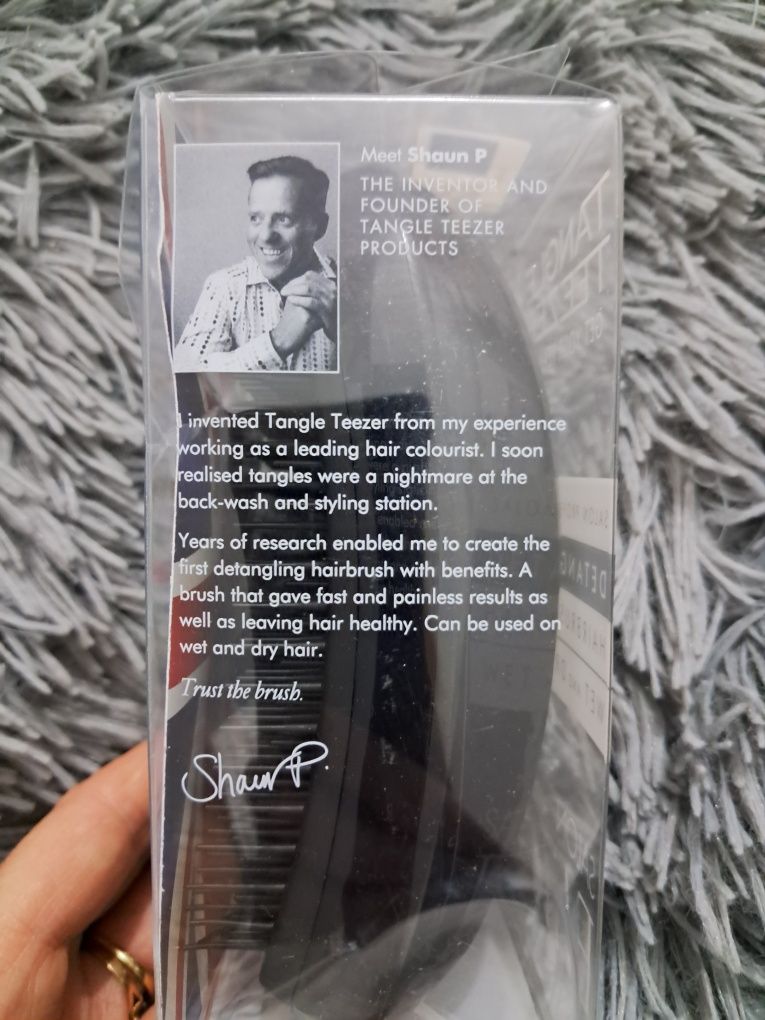 Meet Shaun P
THE INVENTOR AND
FOUNDER OF
TANGLE TEEZER
PRODUCTS
I invented Tangle Teezer from my experience
working as a leading hair colourist. I soon
realised tangles were a nightmare at the
back-wash and styling station.
Years of research enabled me to create the
first detangling hairbrush with benefits. A
brush that gave fast and painless results as
well as leaving hair healthy. Can be used on
wet and dry hair.
Trust the brush.
Shaun P.